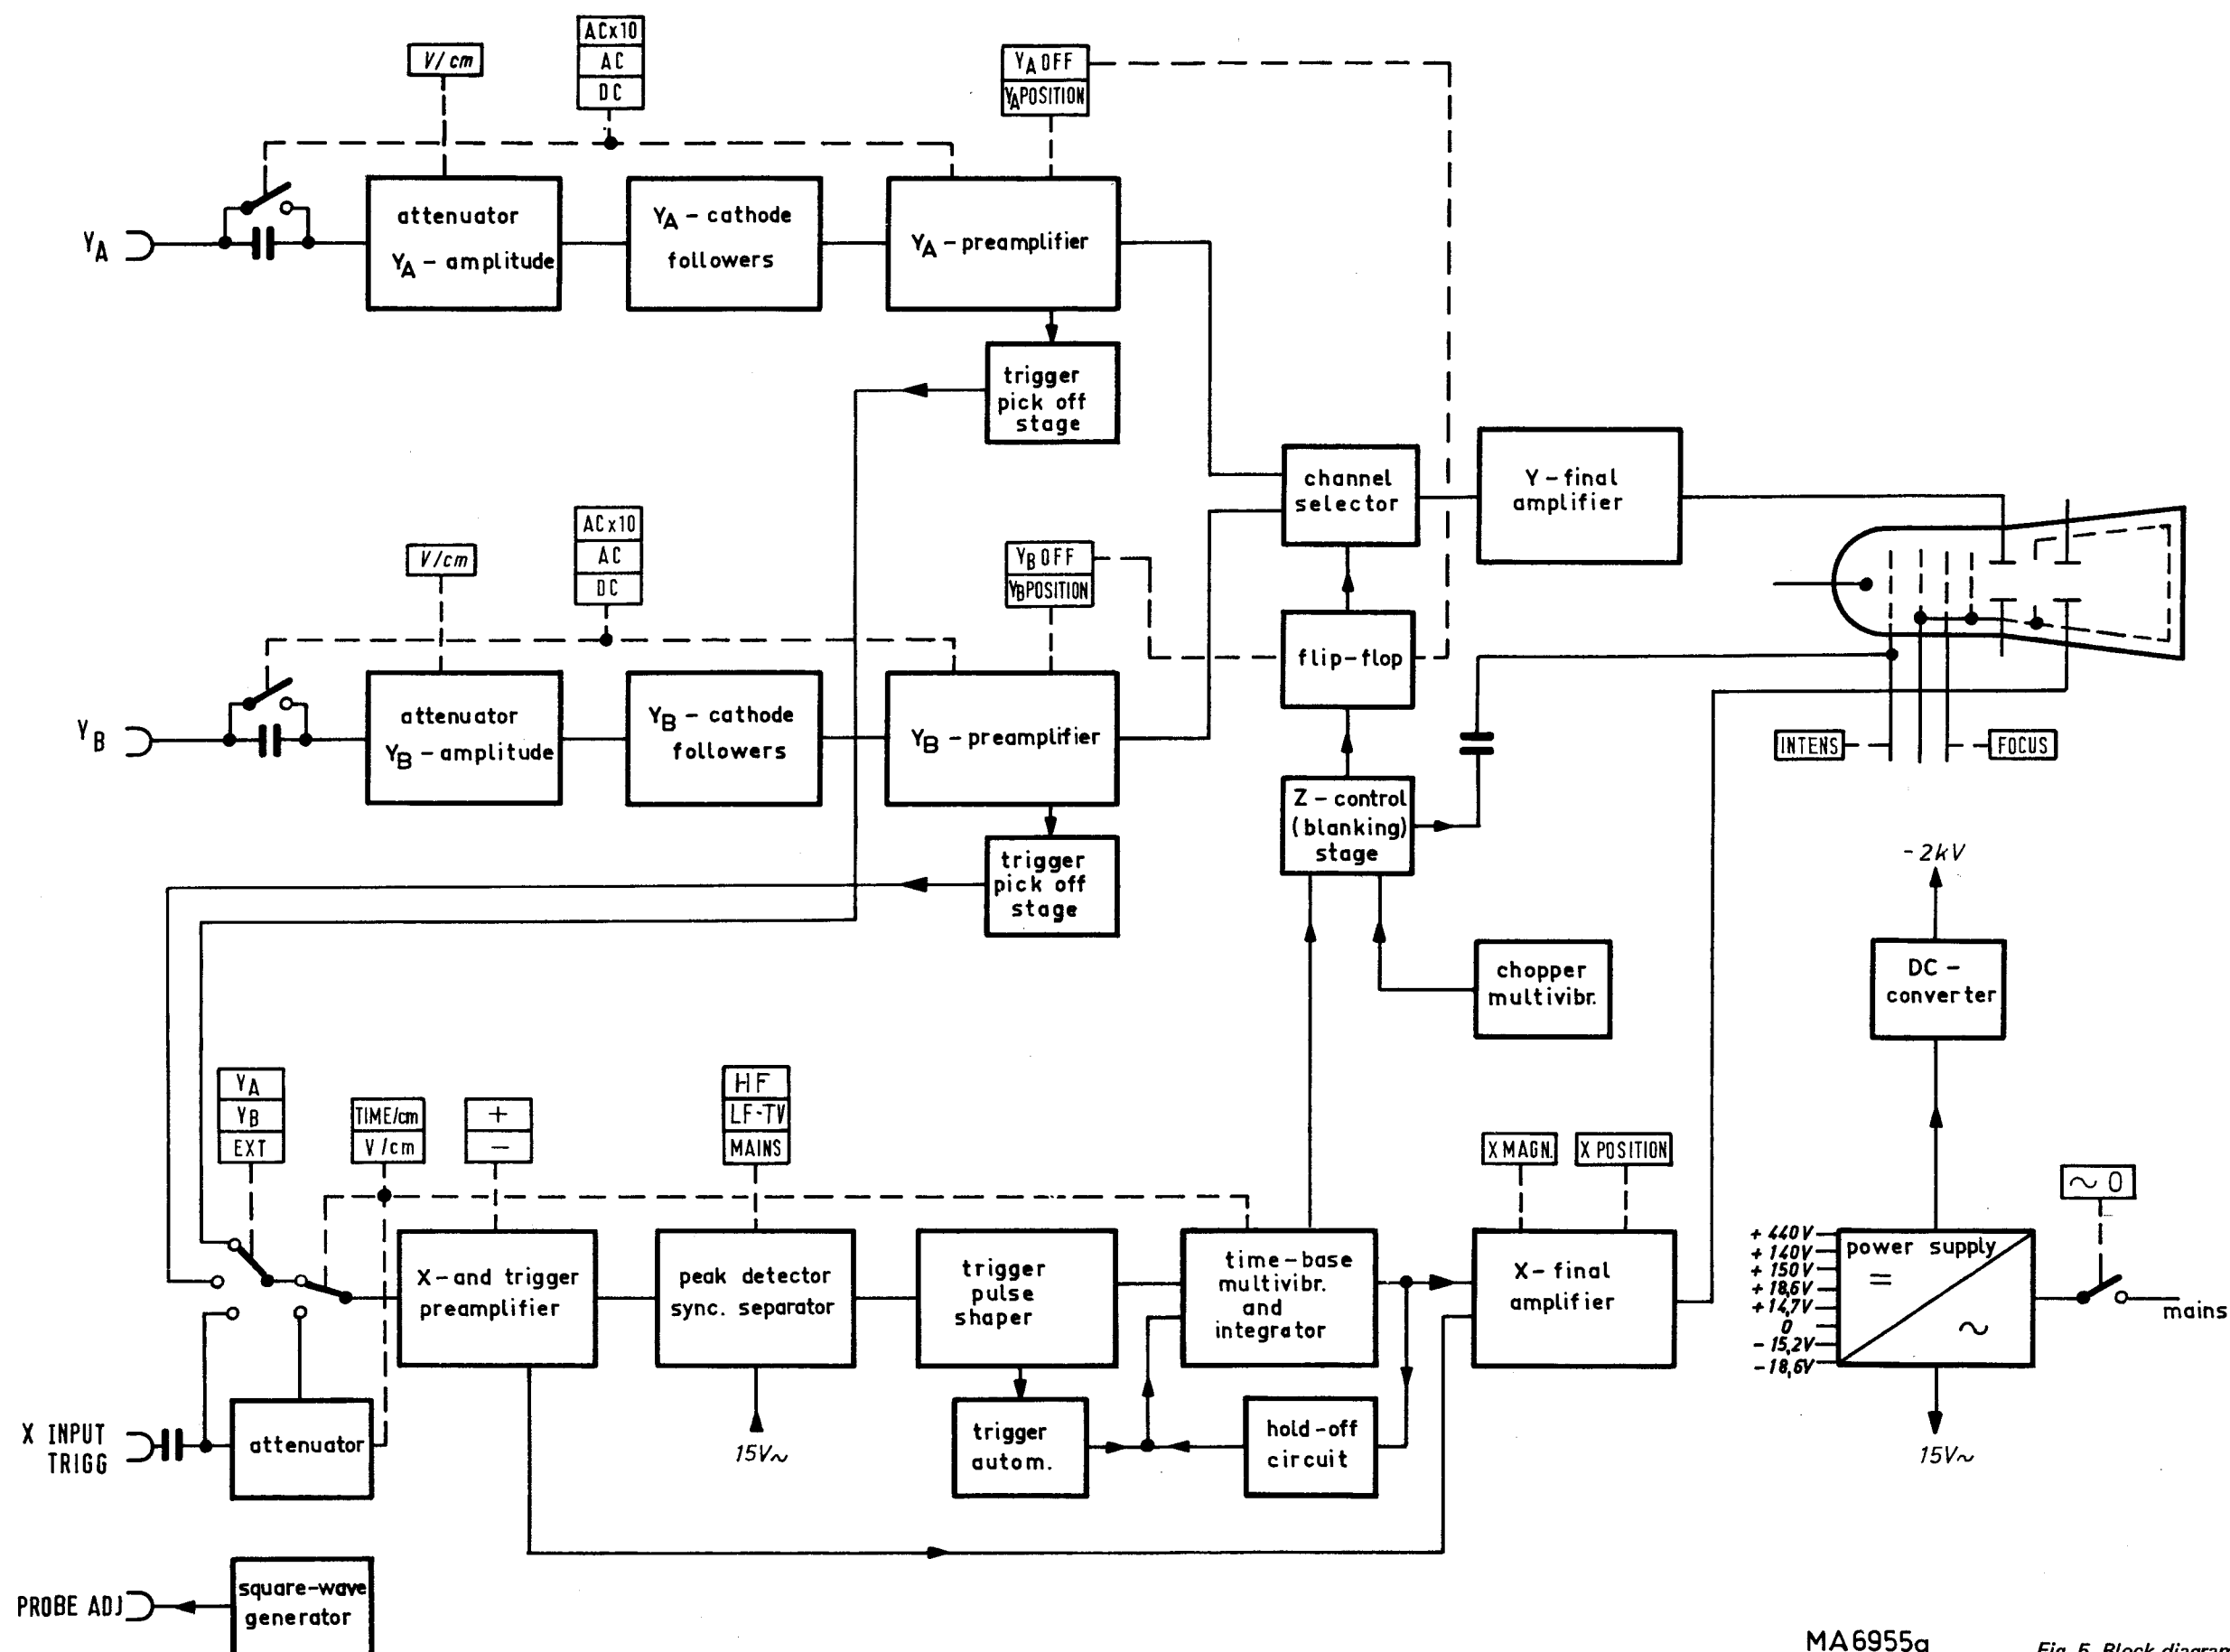 V/cm
ACx10
AC
DC
YA OFF
YA POSITION
YA
attenuator
YA – amplitude
YA – cathode
followers
YA – preamplifier
trigger
pick off
stage
channel
selector
Y – final
amplifier
V/cm
ACx10
AC
DC
YB OFF
YB POSITION
YB
attenuator
YB – amplitude
YB – cathode
followers
YB – preamplifier
flip-flop
trigger
pick off
stage
Z – control
(blanking)
stage
INTENS
FOCUS
chopper
multivibr.
- 2kV
DC –
converter
YA
YB
EXT
TIME/cm
V/cm
+
−
HF
LF-TV
MAINS
X MAGN.
X POSITION
~ 0
X – and trigger
preamplifier
peak detector
sync. separator
trigger
pulse
shaper
time-base
multivibr.
and
integrator
X – final
amplifier
+ 440V
+ 140V
+ 150V
+ 18,6V
+ 14,7V
0
- 15,2V
- 18,6V
power supply
=
~
mains
X INPUT
TRIGG
attenuator
15V~
trigger
autom.
hold-off
circuit
15V~
PROBE ADJ
square-wave
generator
MA6955a
Fig. 5. Block diagram